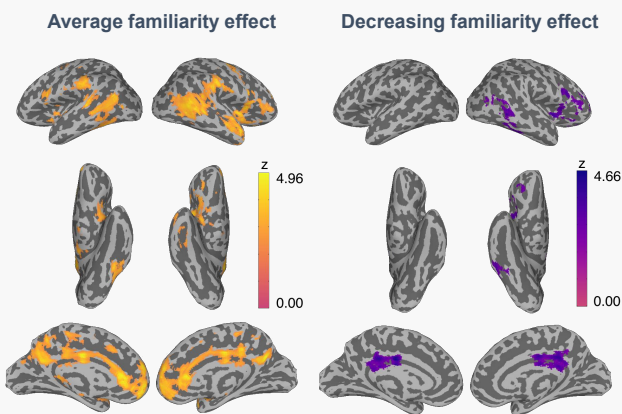 Average familiarity effect
Decreasing familiarity effect
z
4.96
0.00
z
4.66
0.00